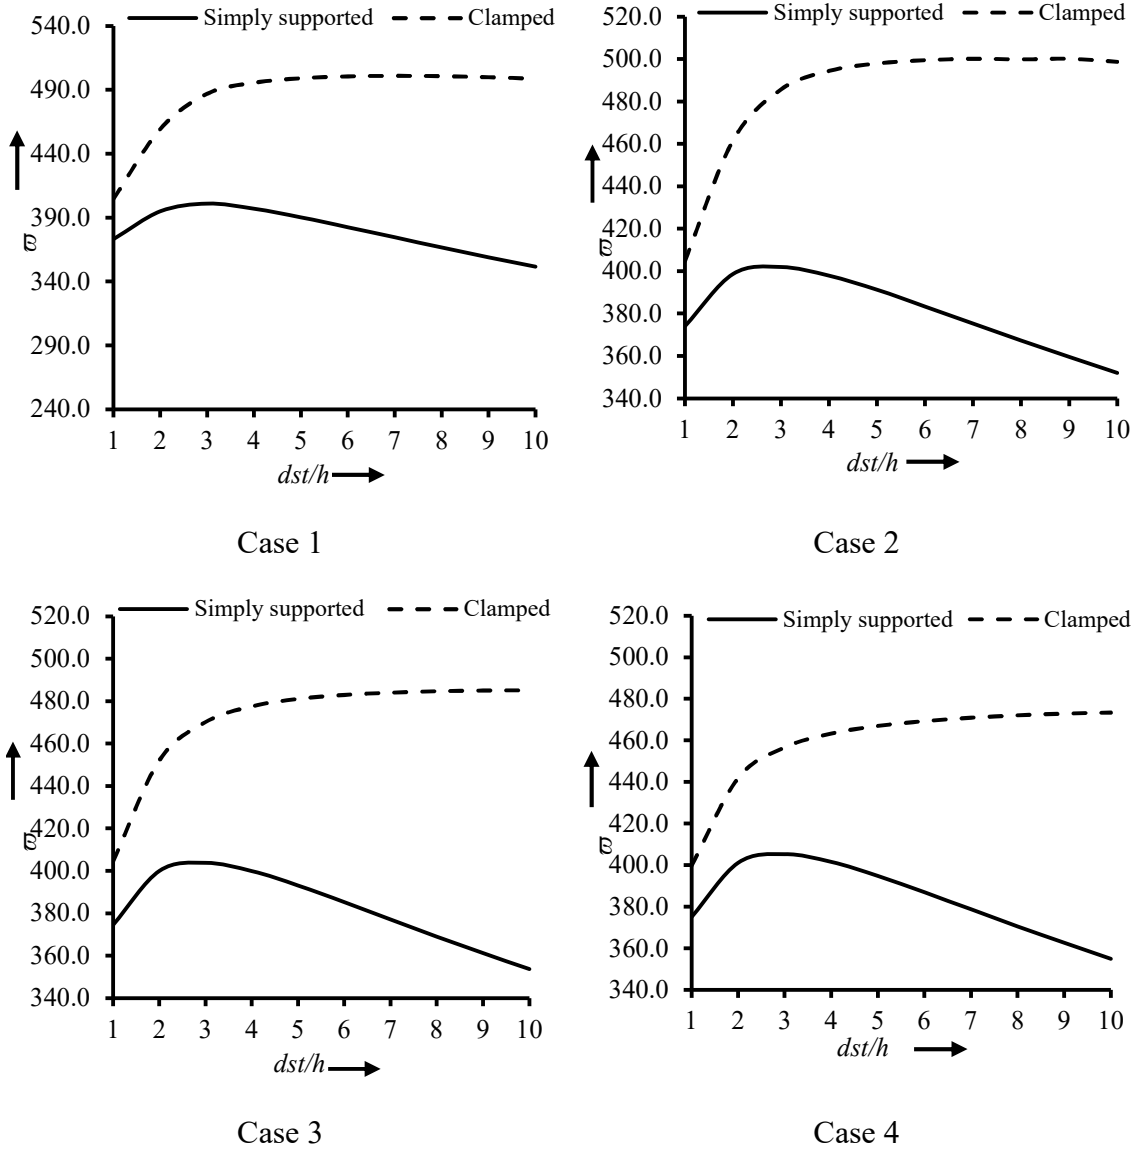 Simply supported Clamped
540.0
490.0
440.0
390.0
340.0
290.0
240.0
ϖ
1 2 3 4 5 6 7 8 9 10
dst/h
Case 1
Simply supported Clamped
520.0
500.0
480.0
460.0
440.0
420.0
400.0
380.0
360.0
340.0
ϖ
1 2 3 4 5 6 7 8 9 10
dst/h
Case 2
Simply supported Clamped
520.0
500.0
480.0
460.0
440.0
420.0
400.0
380.0
360.0
340.0
ϖ
1 2 3 4 5 6 7 8 9 10
dst/h
Case 3
Simply supported Clamped
520.0
500.0
480.0
460.0
440.0
420.0
400.0
380.0
360.0
340.0
ϖ
1 2 3 4 5 6 7 8 9 10
dst/h
Case 4